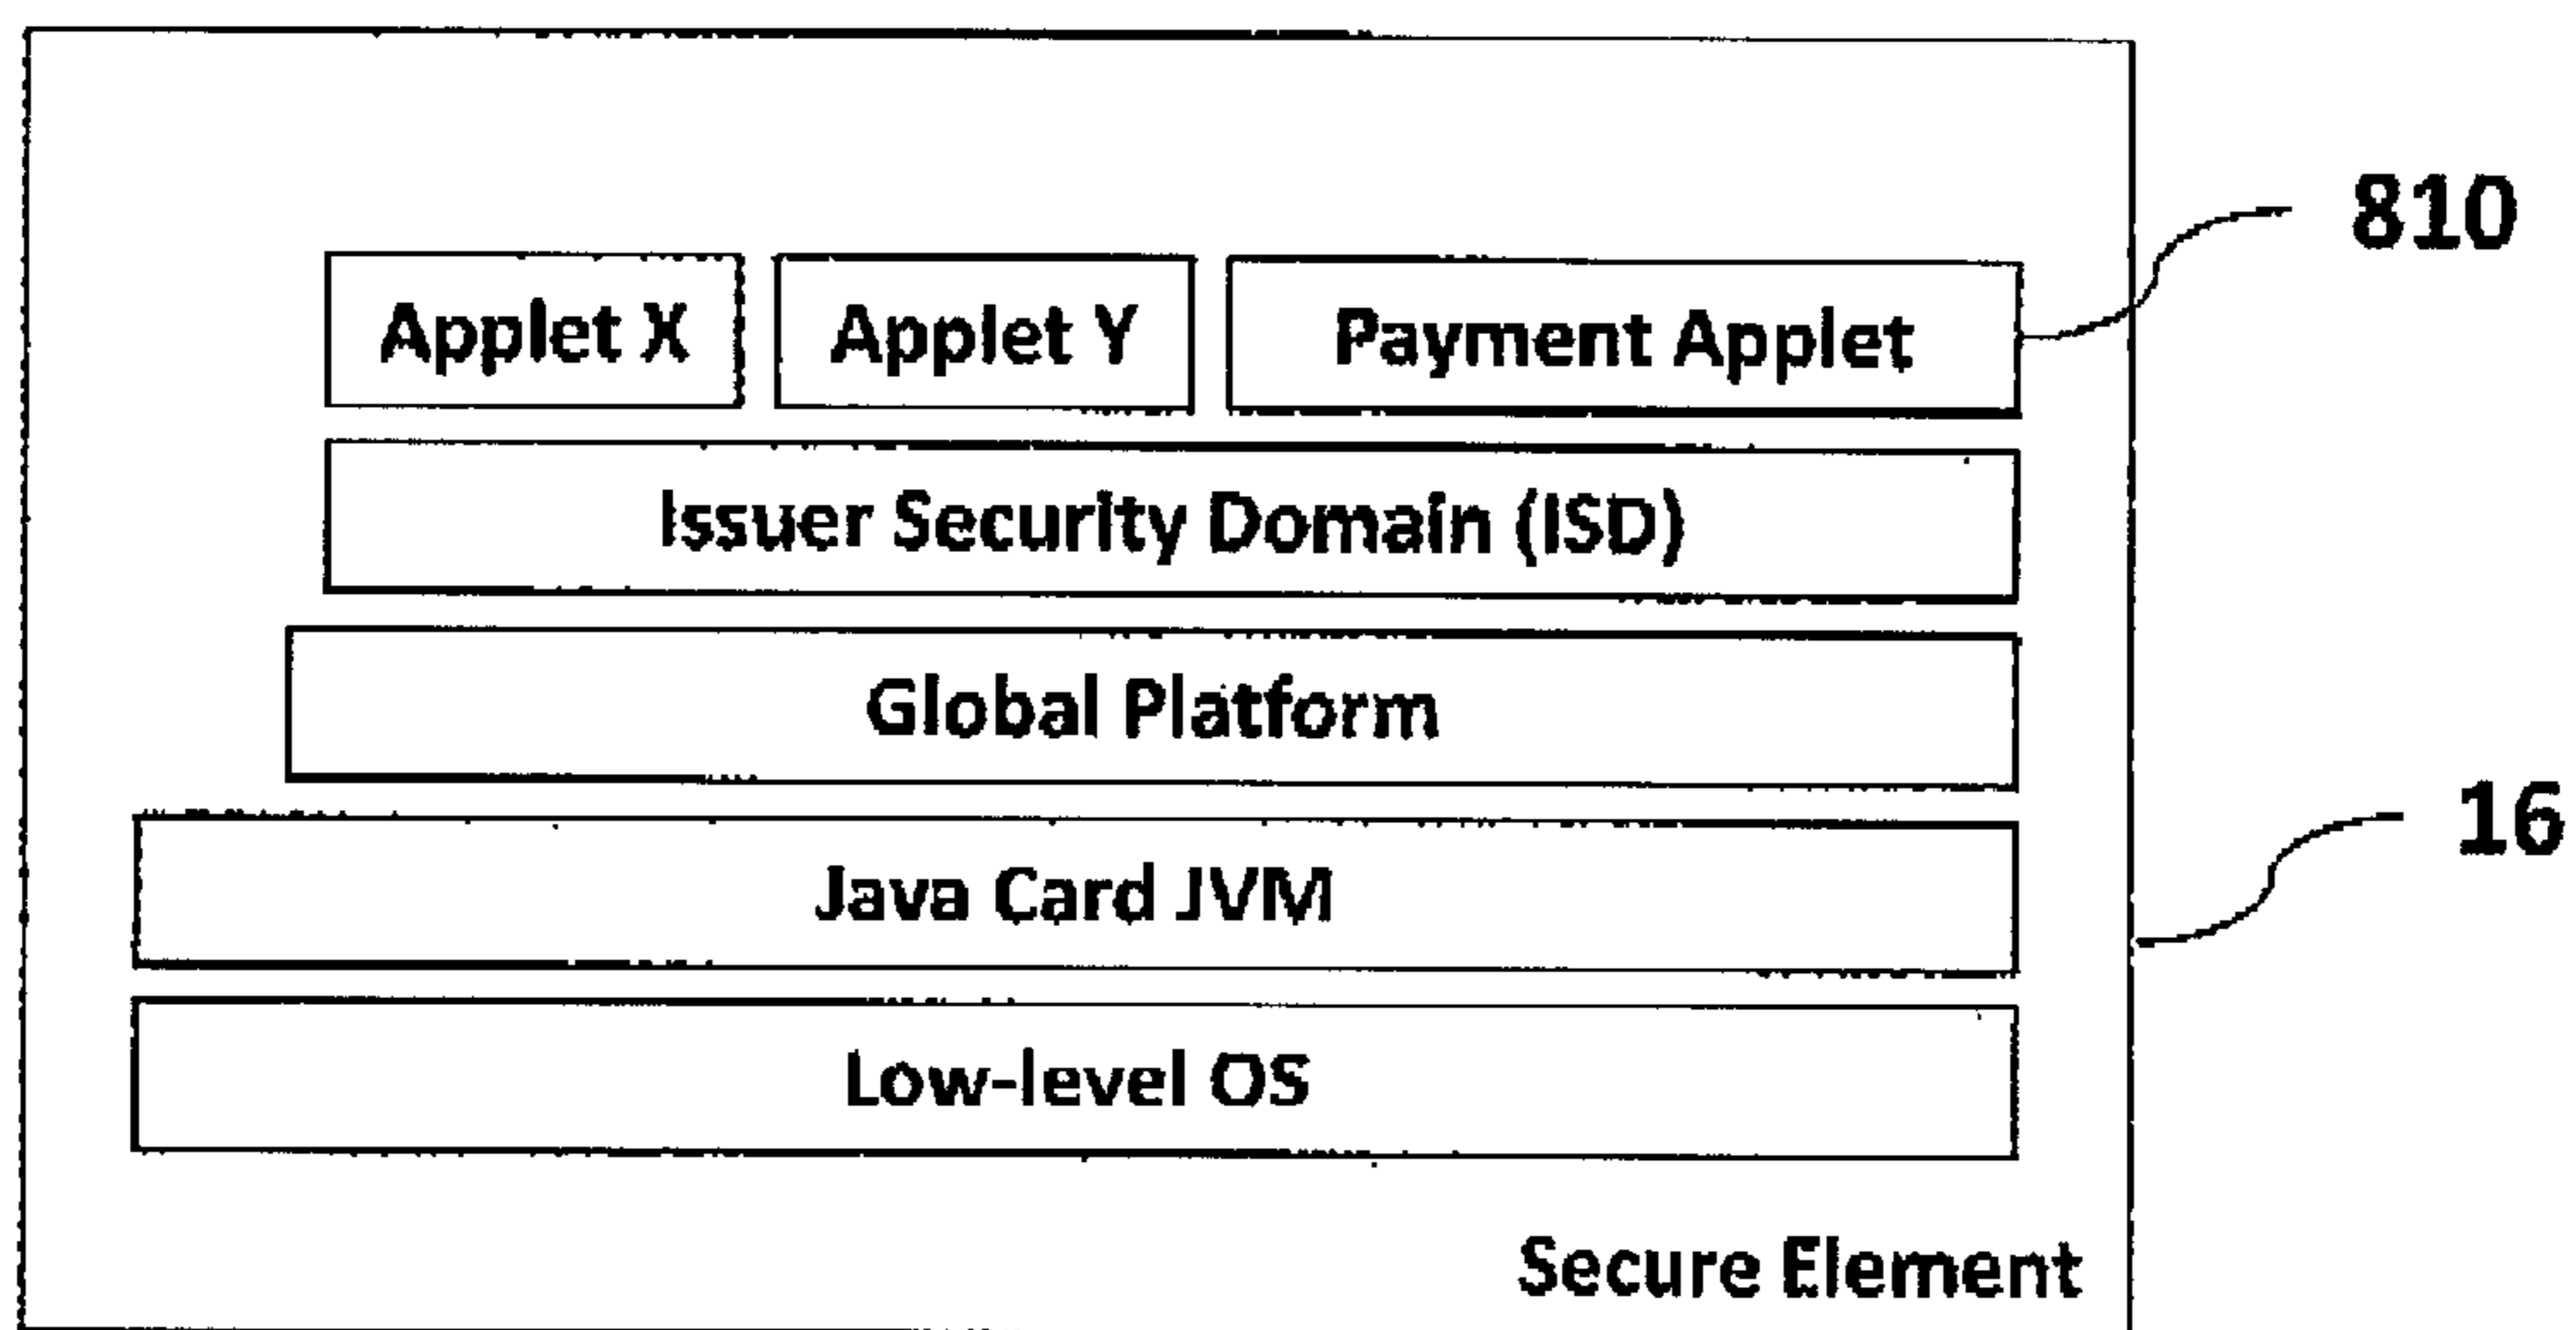 810
Applet X Applet Y Payment Applet
Issuer Security Domain (ISD)
Global Platform
16
Java Card JVM
Low-level OS
Secure Element